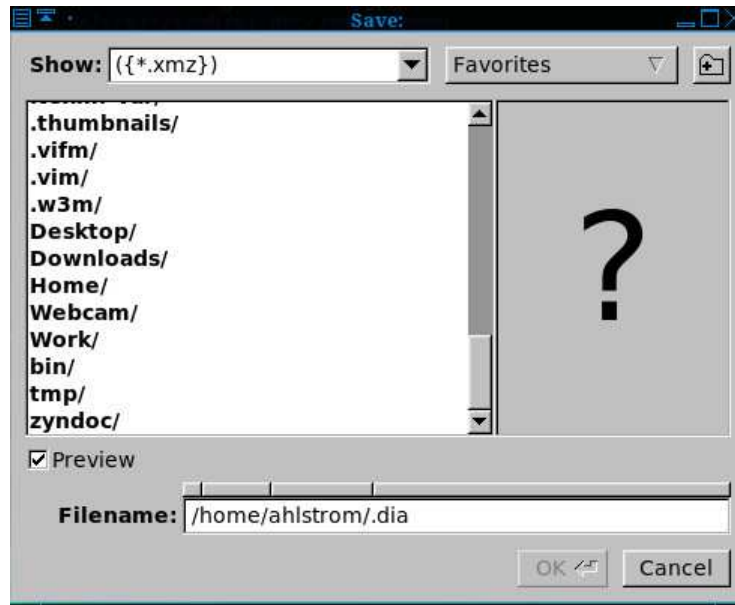 Save:
Show: ({*.xmz}) Favorites
.thumbnails/
.vifm/
.vim/
.w3m/
Desktop/
Downloads/
Home/
Webcam/
Work/
bin/
tmp/
zyndoc/
?
Preview
Filename: /home/ahlstrom/.dia
OK Cancel